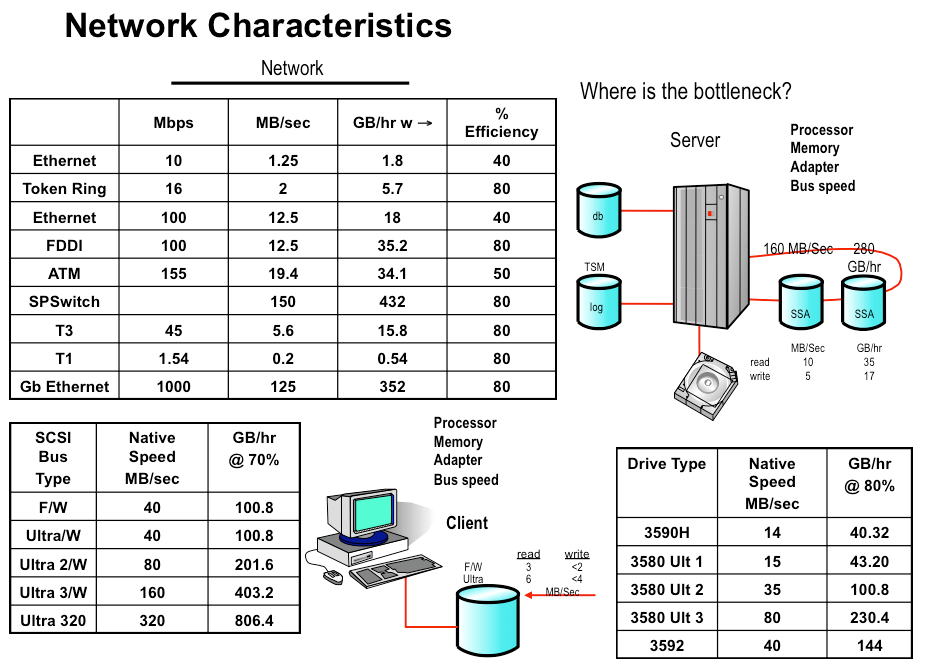 Network Characteristics
Network
Mbps MB/sec GB/hr w → % Efficiency
Ethernet 10 1.25 1.8 40
Token Ring 16 2 5.7 80
Ethernet 100 12.5 18 40
FDDI 100 12.5 35.2 80
ATM 155 19.4 34.1 50
SPSwitch 150 432 80
T3 45 5.6 15.8 80
T1 1.54 0.2 0.54 80
Gb Ethernet 1000 125 352 80
Where is the bottleneck?
Server
Processor
Memory
Adapter
Bus speed
db
TSM
log
160 MB/Sec 280
GB/hr
SSA SSA
MB/Sec GB/hr
read 10 35
write 5 17
SCSI Bus Type Native Speed MB/sec GB/hr @ 70%
F/W 40 100.8
Ultra/W 40 100.8
Ultra 2/W 80 201.6
Ultra 3/W 160 403.2
Ultra 320 320 806.4
Processor
Memory
Adapter
Bus speed
Client
read write
F/W 3 <2
Ultra 6 <4
MB/Sec
Drive Type Native Speed MB/sec GB/hr @ 80%
3590H 14 40.32
3580 Ult 1 15 43.20
3580 Ult 2 35 100.8
3580 Ult 3 80 230.4
3592 40 144